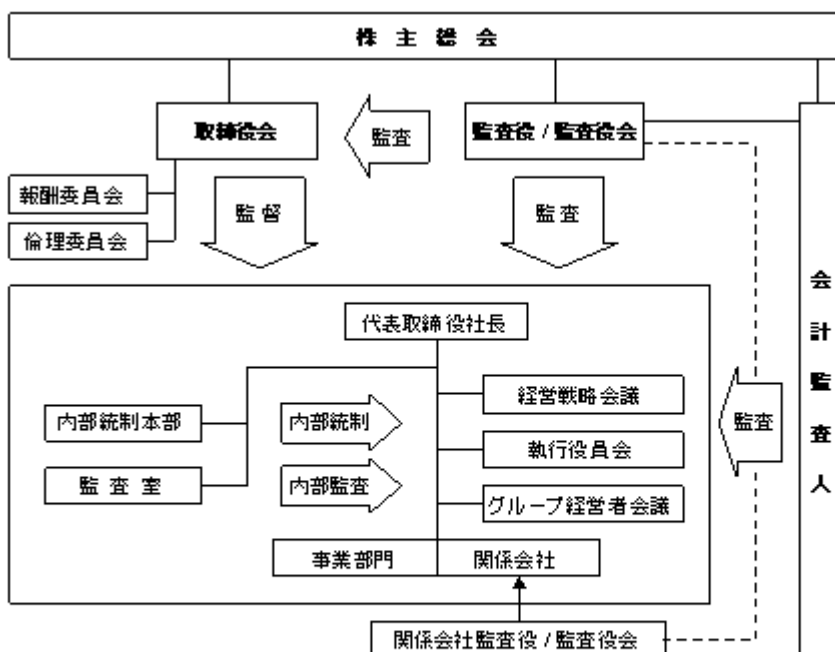 株主総会
取締役会
監査
監査役 / 監査役会
報酬委員会
倫理委員会
監督
監査
会計監査人
代表取締役社長
経営戦略会議
内部統制本部
内部統制
監査
執行役員会
監査室
内部監査
グループ経営者会議
事業部門
関係会社
関係会社監査役 / 監査役会